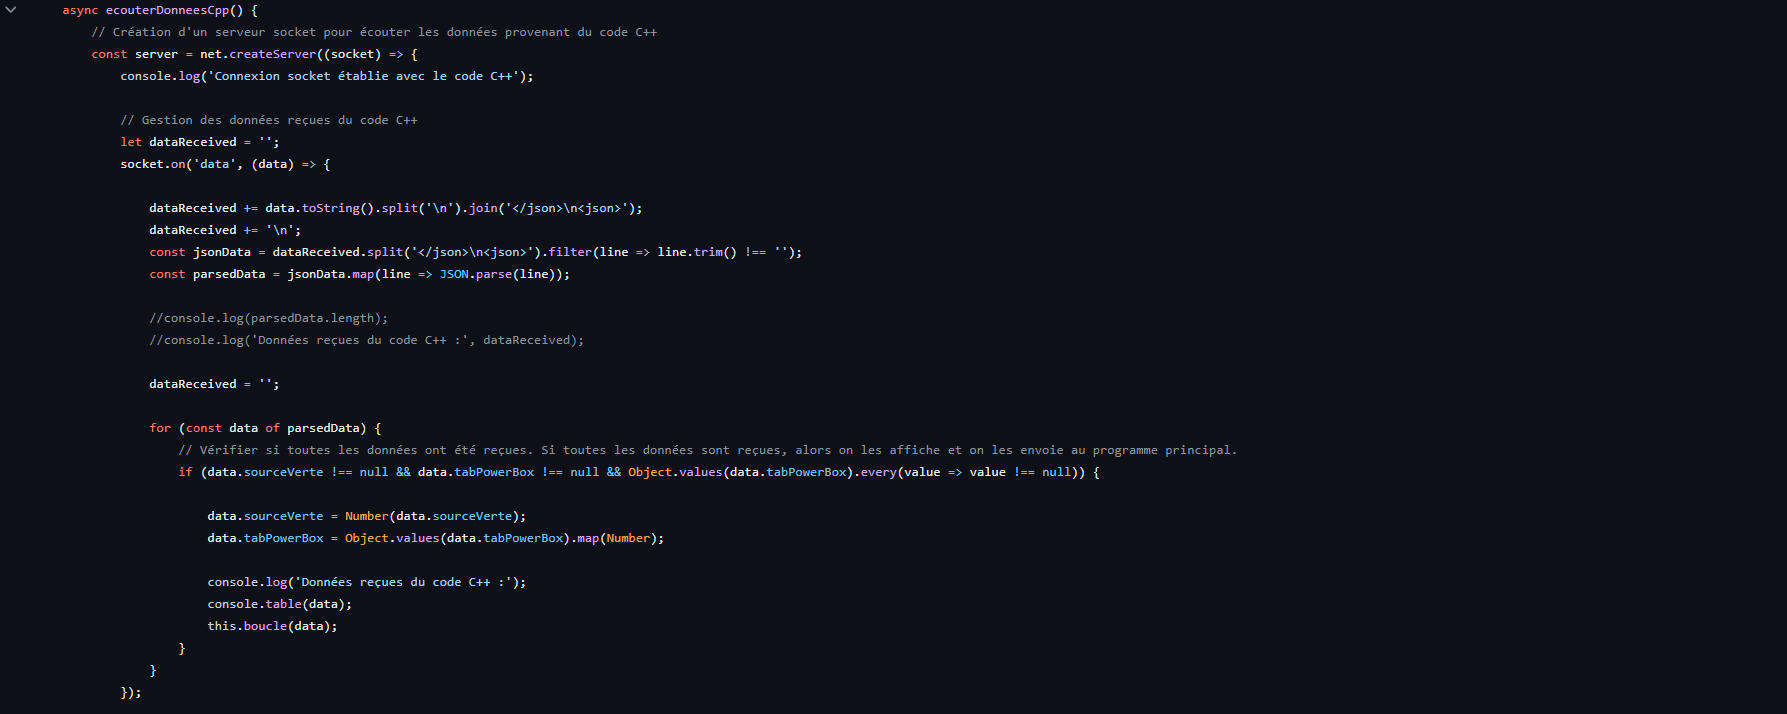 async ecouterDonneesCpp() {
// Création d'un serveur socket pour écouter les données provenant du code C++
const server = net.createServer((socket) => {
console.log('Connexion socket établie avec le code C++');
// Gestion des données reçues du code C++
let dataReceived = '';
socket.on('data', (data) => {
dataReceived += data.toString().split('\n').join('</json>\n<json>');
dataReceived += '\n';
const jsonData = dataReceived.split('</json>\n<json>').filter(line => line.trim() !== '');
const parsedData = jsonData.map(line => JSON.parse(line));
//console.log(parsedData.length);
//console.log('Données reçues du code C++ :', dataReceived);
dataReceived = '';
for (const data of parsedData) {
// Vérifier si toutes les données ont été reçues. Si toutes les données sont reçues, alors on les affiche et on les envoie au programme principal.
if (data.sourceVerte !== null && data.tabPowerBox !== null && Object.values(data.tabPowerBox).every(value => value !== null)) {
data.sourceVerte = Number(data.sourceVerte);
data.tabPowerBox = Object.values(data.tabPowerBox).map(Number);
console.log('Données reçues du code C++ :');
console.table(data);
this.boucle(data);
}
}
});